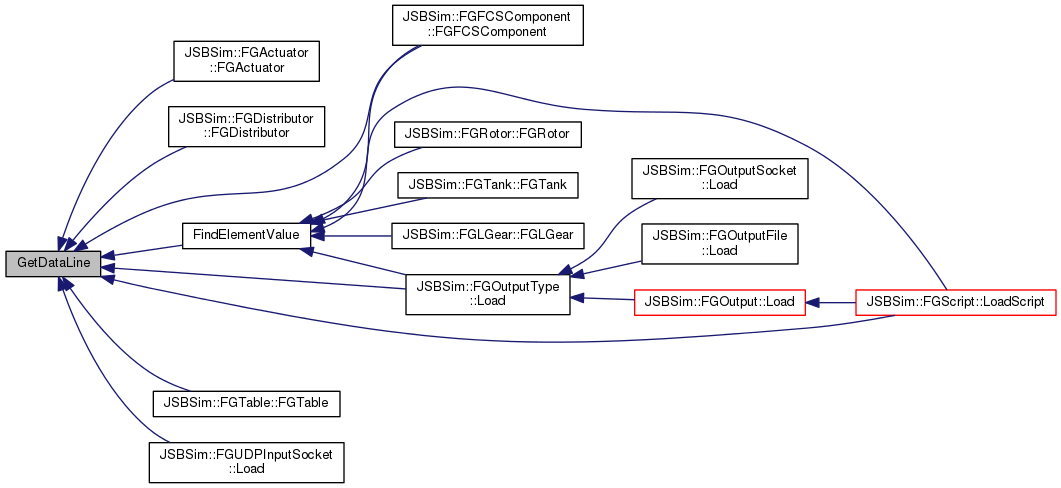 JSBSim::FGFCSComponent
::FGFCSComponent
JSBSim::FGActuator
::FGActuator
JSBSim::FGDistributor
::FGDistributor
JSBSim::FGRotor::FGRotor
JSBSim::FGOutputSocket
::Load
JSBSim::FGTank::FGTank
FindElementValue
JSBSim::FGLGear::FGLGear
JSBSim::FGOutputFile
::Load
GetDataLine
JSBSim::FGOutputType
::Load
JSBSim::FGOutput::Load
JSBSim::FGScript::LoadScript
JSBSim::FGTable::FGTable
JSBSim::FGUDPInputSocket
::Load